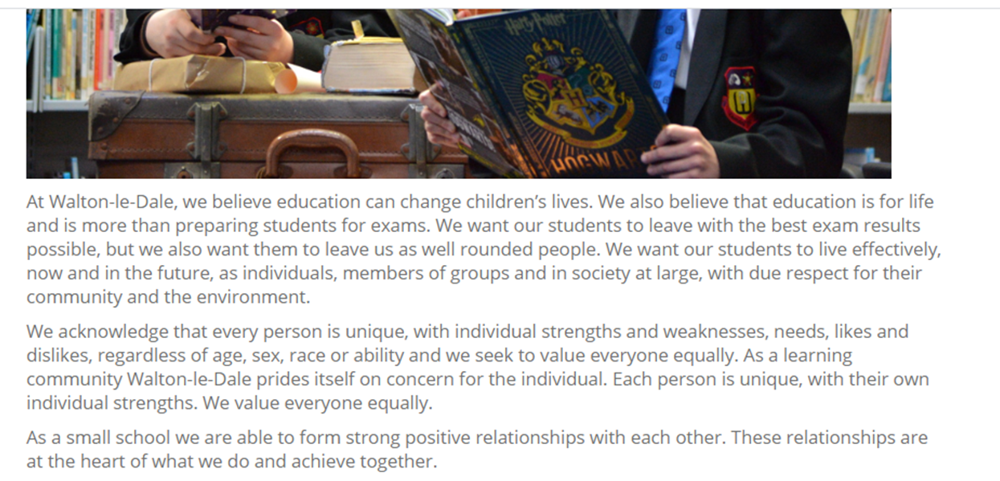 Harry Potter
HOGWAR
At Walton-le-Dale, we believe education can change children's lives. We also believe that education is for life
and is more than preparing students for exams. We want our students to leave with the best exam results
possible, but we also want them to leave us as well rounded people. We want our students to live effectively,
now and in the future, as individuals, members of groups and in society at large, with due respect for their
community and the environment.
We acknowledge that every person is unique, with individual strengths and weaknesses, needs, likes and
dislikes, regardless of age, sex, race or ability and we seek to value everyone equally. As a learning
community Walton-le-Dale prides itself on concern for the individual. Each person is unique, with their own
individual strengths. We value everyone equally.
As a small school we are able to form strong positive relationships with each other. These relationships are
at the heart of what we do and achieve together.